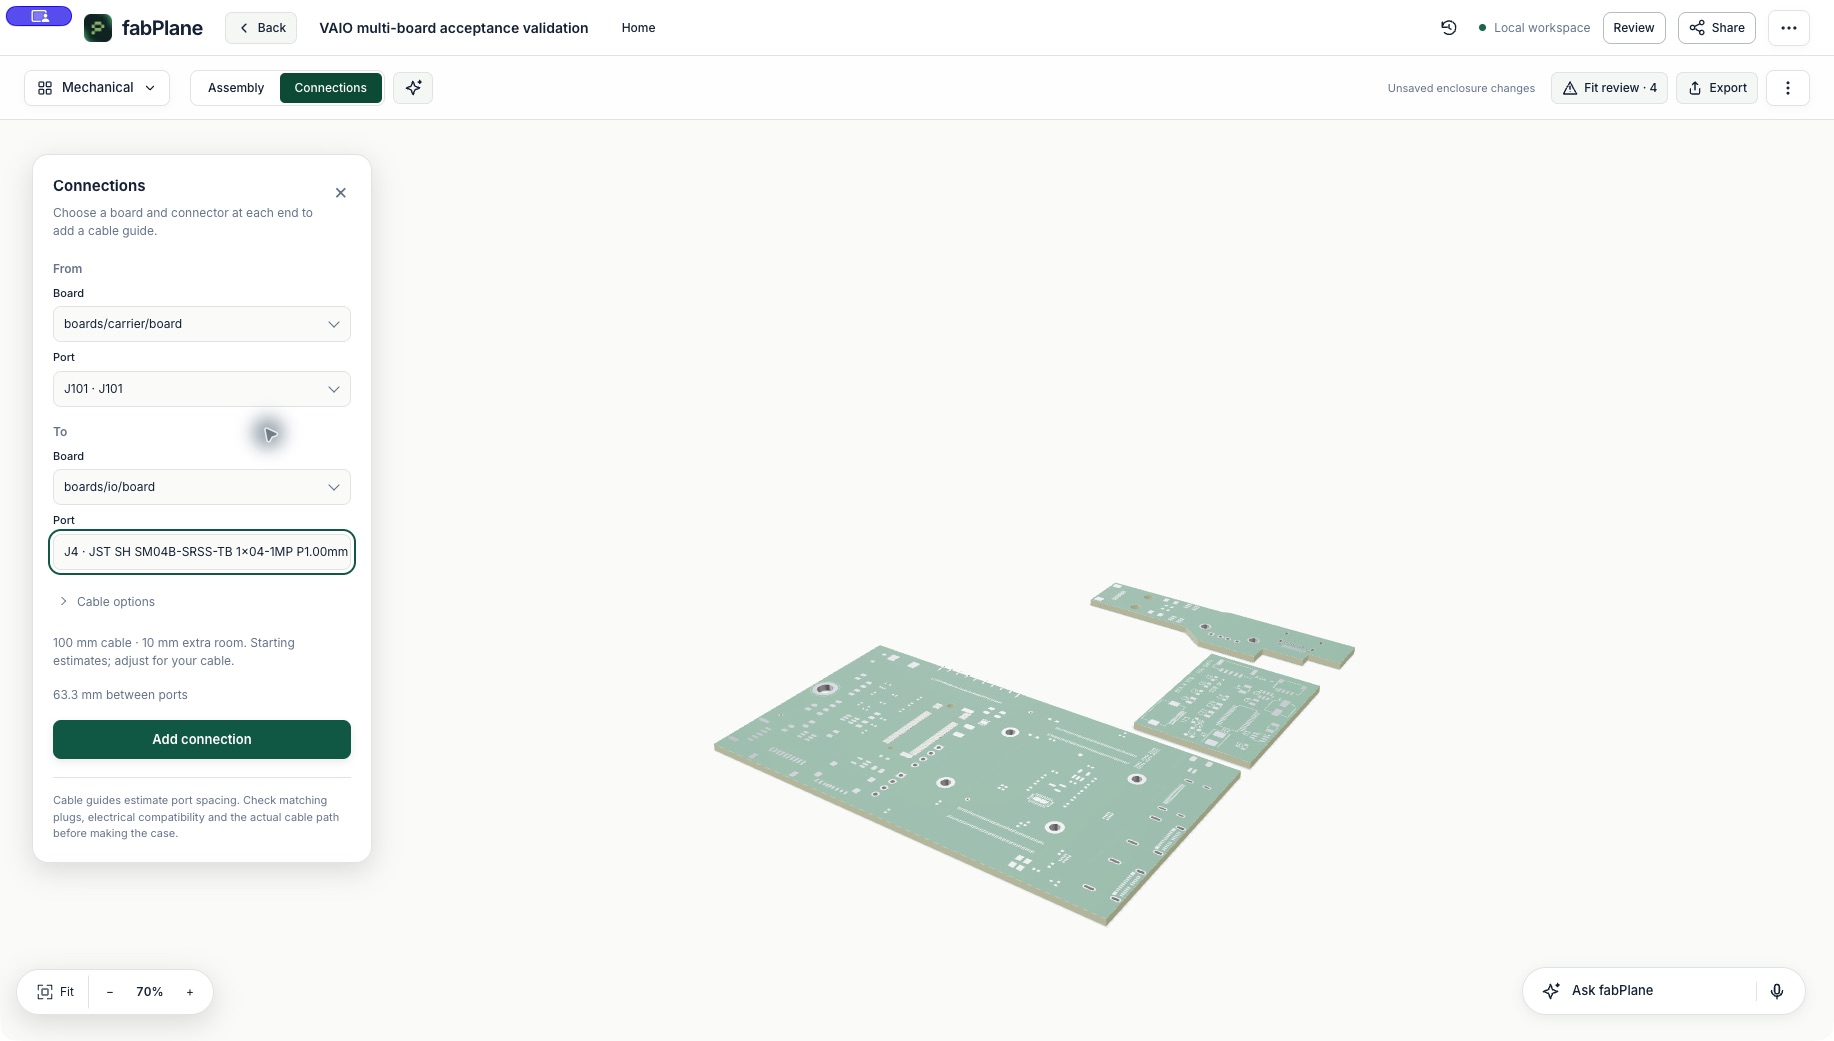 fabPlane
Back
VAIO multi-board acceptance validation
Home
Local workspace
Review
Share
Mechanical
Assembly
Connections
Unsaved enclosure changes
Fit review · 4
Export
Connections
Choose a board and connector at each end to
add a cable guide.
From
Board
boards/carrier/board
Port
J101 · J101
To
Board
boards/io/board
Port
J4 · JST SH SM04B-SRSS-TB 1x04-1MP P1.00mm
Cable options
100 mm cable · 10 mm extra room. Starting
estimates; adjust for your cable.
63.3 mm between ports
Add connection
Cable guides estimate port spacing. Check matching
plugs, electrical compatibility and the actual cable path
before making the case.
Fit
−
70%
+
Ask fabPlane